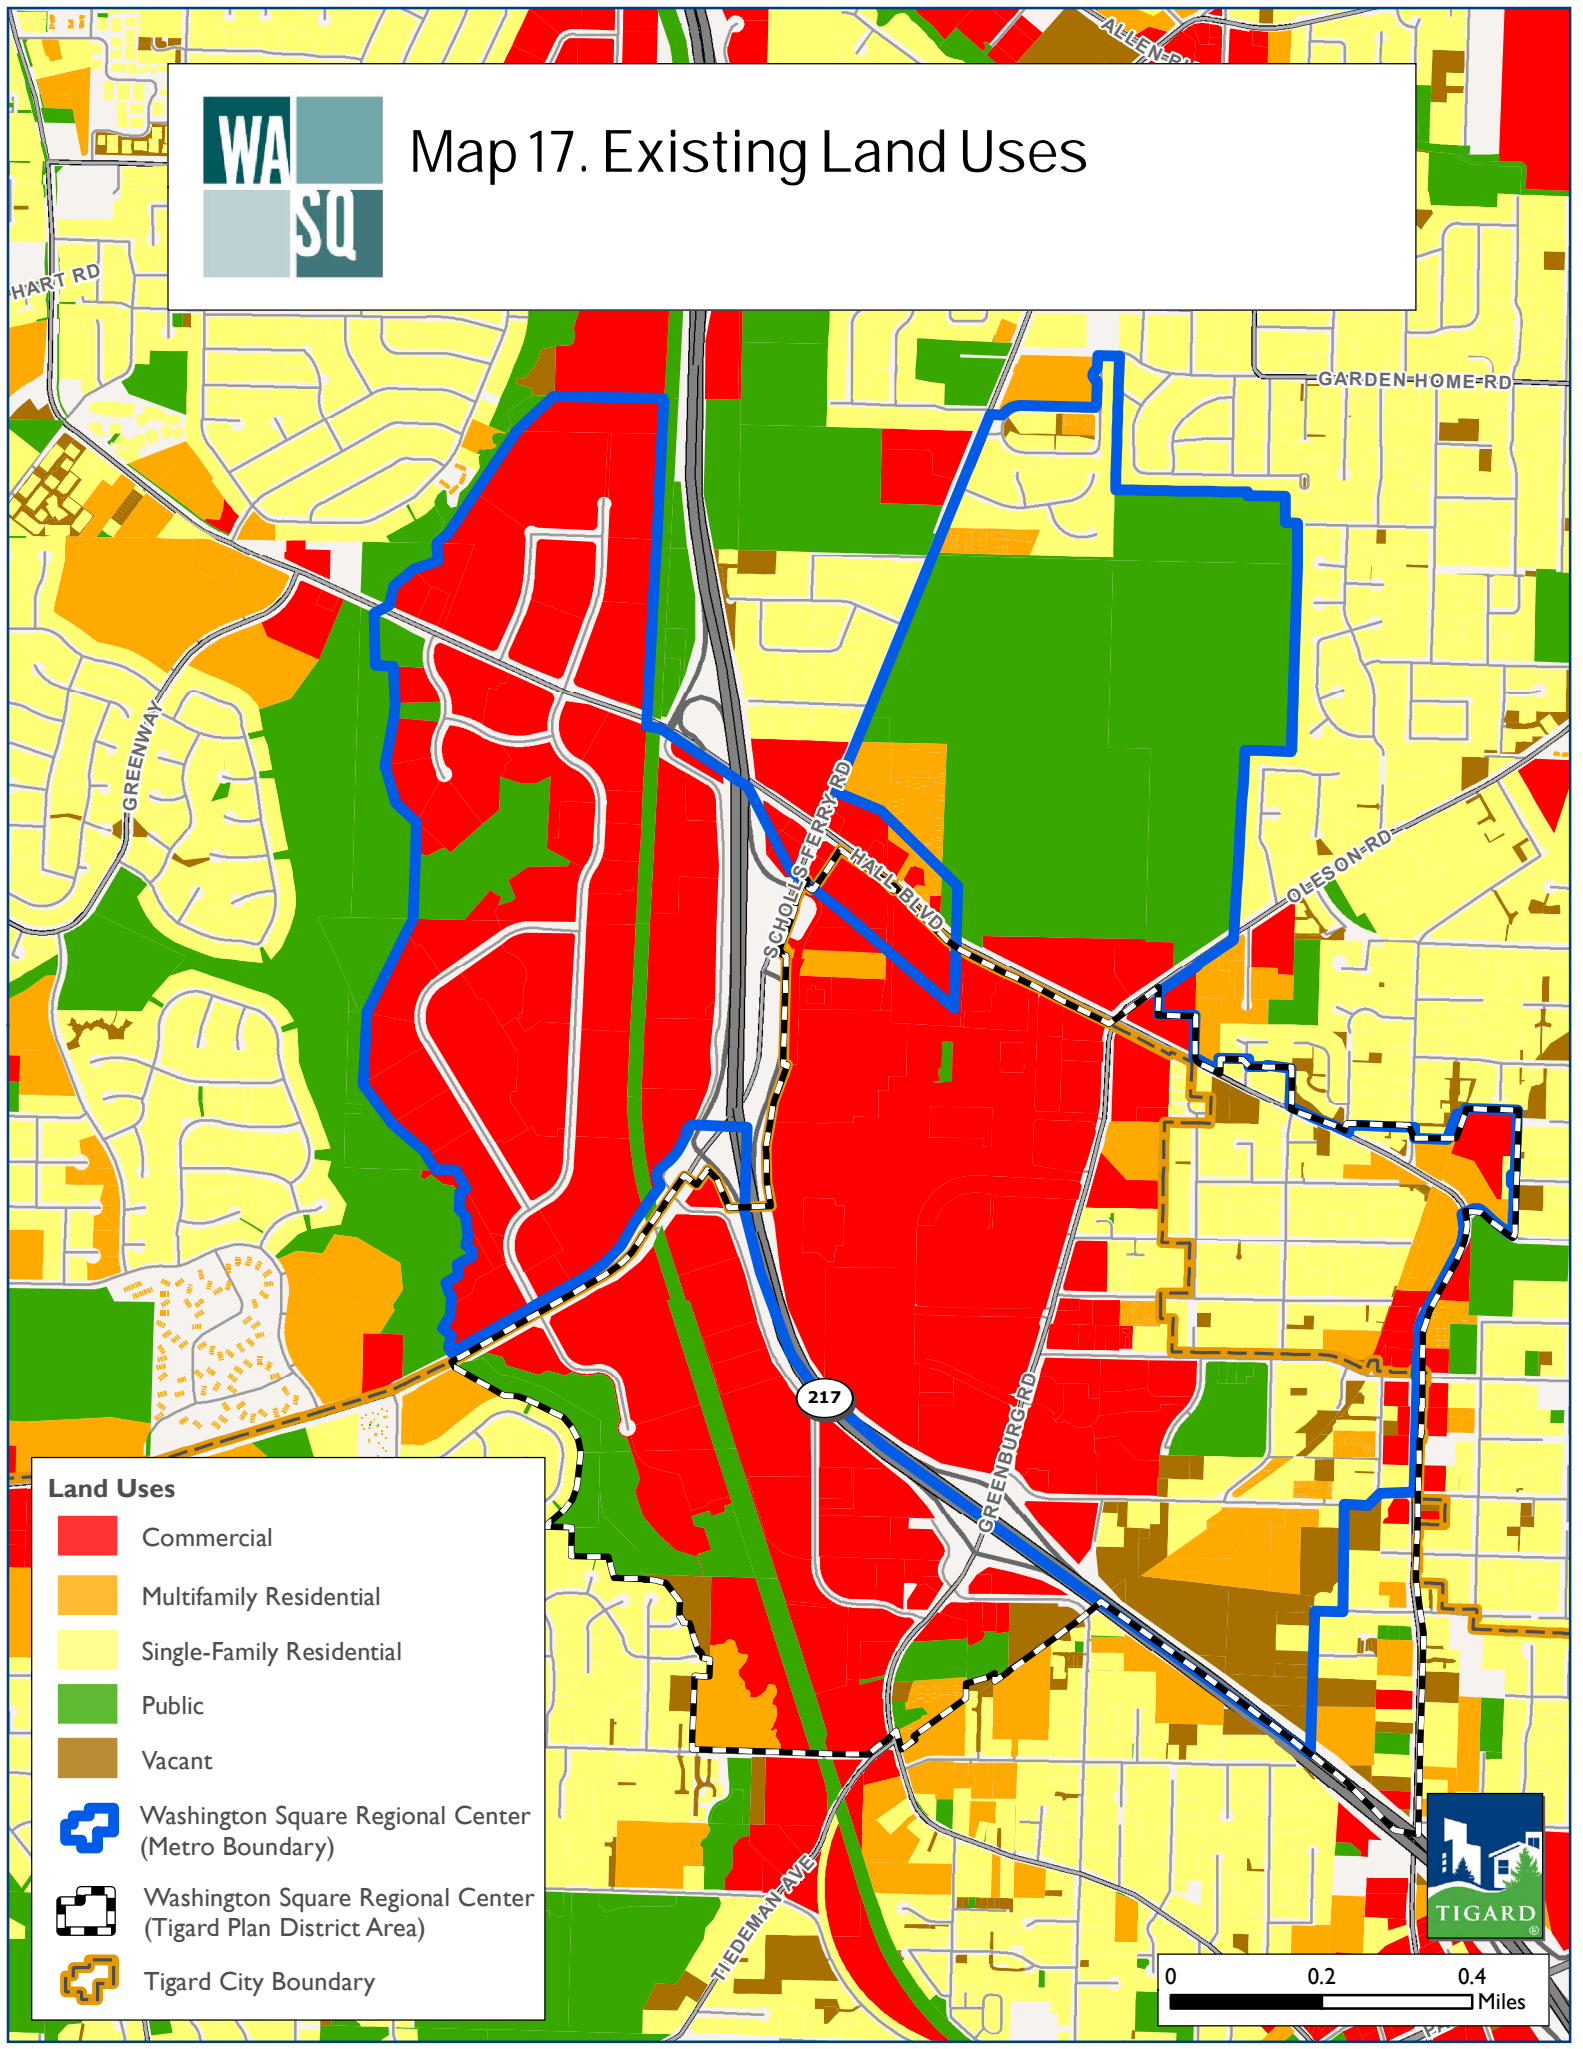 ALLEN BL
WA
SQ
Map 17. Existing Land Uses
HART RD
GARDEN HOME RD
GREENWAY
SCHOLLS FERRY RD
HALL BLVD
OLESON RD
217
GREENBURG RD
Land Uses
Commercial
Multifamily Residential
Single-Family Residential
Public
Vacant
Washington Square Regional Center
(Metro Boundary)
Washington Square Regional Center
(Tigard Plan District Area)
Tigard City Boundary
TIEDEMAN AVE
TIGARD
®
0 0.2 0.4
Miles